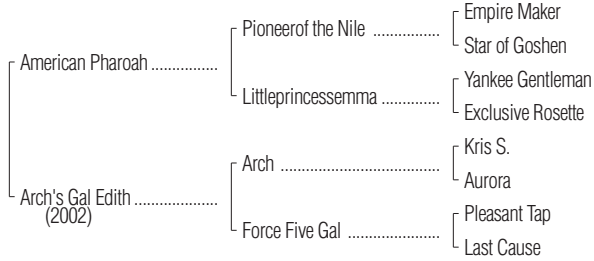 Empire Maker
Pioneerof the Nile ................
Star of Goshen
American Pharoah ................
Yankee Gentleman
Littleprincessemma ..............
Exclusive Rosette
Kris S.
Arch ......................................
Aurora
Arch's Gal Edith ....................
(2002)
Pleasant Tap
Force Five Gal ......................
Last Cause